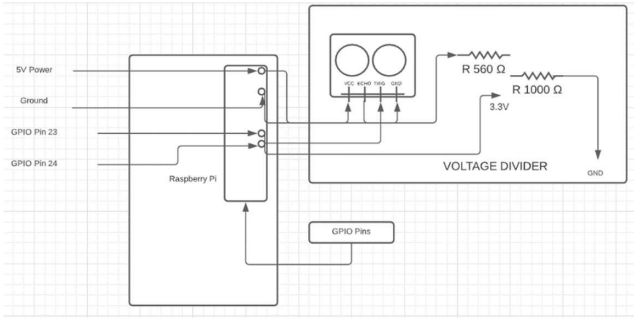 5V Power
Ground
GPIO Pin 23
GPIO Pin 24
Raspberry Pi
GPIO Pins
VCC ECHO TRIG GND
R 560 Ω
R 1000 Ω
3.3V
VOLTAGE DIVIDER
GND